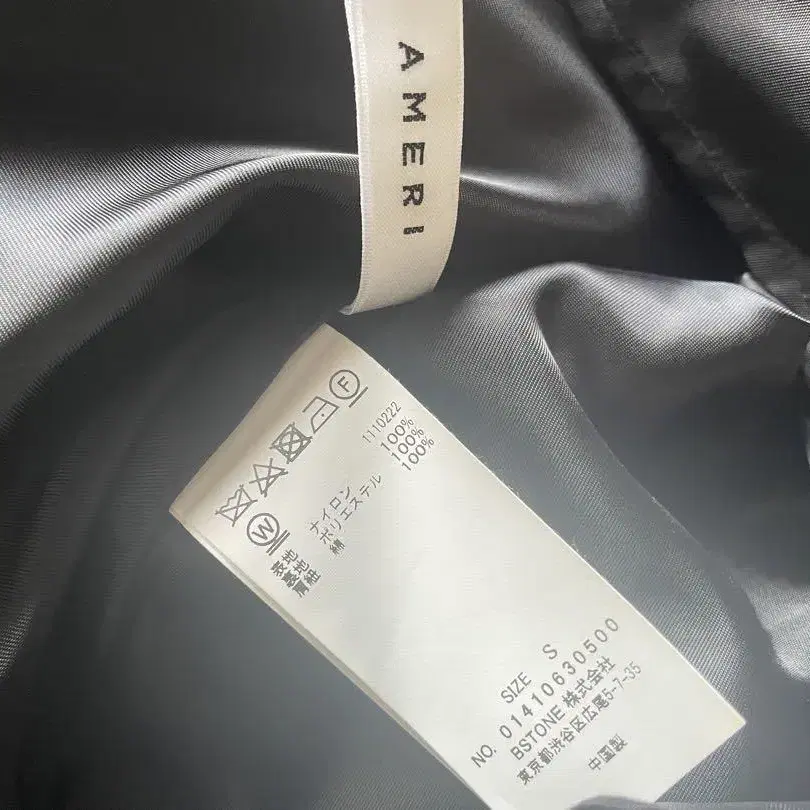 AMERI
F
W
1110222
表地 ナイロン 100%
裏地 ポリエステル 100%
肩紐 綿 100%
SIZE S
NO. 01410630500
BSTONE 株式会社
東京都渋谷区広尾5-7-35
中国製